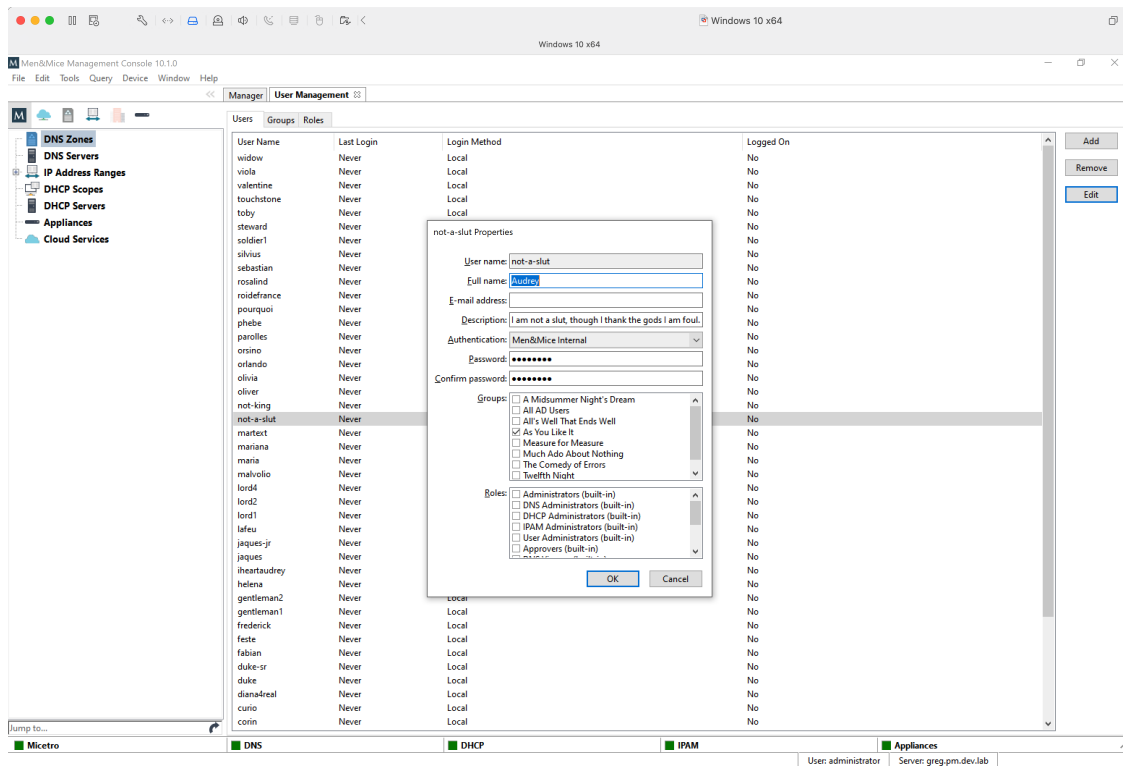 Windows 10 x64
Windows 10 x64
M Men&Mice Management Console 10.1.0
File Edit Tools Query Device Window Help
Manager User Management
M
Users Groups Roles
DNS Zones
DNS Servers
IP Address Ranges
DHCP Scopes
DHCP Servers
Appliances
Cloud Services
User Name Last Login Login Method Logged On
widow Never Local No
viola Never Local No
valentine Never Local No
touchstone Never Local No
toby Never Local No
steward Never No
soldier1 Never No
silvius Never No
sebastian Never No
rosalind Never No
roidefrance Never No
pourquoi Never No
phebe Never No
parolles Never No
orsino Never No
orlando Never No
olivia Never No
oliver Never No
not-king Never No
not-a-slut Never No
martext Never No
mariana Never No
maria Never No
malvolio Never No
lord4 Never No
lord2 Never No
lord1 Never No
lafeu Never No
jaques-jr Never No
jaques Never No
iheartaudrey Never No
helena Never No
gentleman2 Never Local No
gentleman1 Never Local No
frederick Never Local No
feste Never Local No
fabian Never Local No
duke-sr Never Local No
duke Never Local No
diana4real Never Local No
curio Never Local No
corin Never Local No
Add
Remove
Edit
not-a-slut Properties
User name: not-a-slut
Full name: Audrey
E-mail address:
Description: I am not a slut, though I thank the gods I am foul.
Authentication: Men&Mice Internal
Password: ••••••••
Confirm password: ••••••••
Groups: A Midsummer Night's Dream
All AD Users
All's Well That Ends Well
As You Like It
Measure for Measure
Much Ado About Nothing
The Comedy of Errors
Twelfth Night
Roles: Administrators (built-in)
DNS Administrators (built-in)
DHCP Administrators (built-in)
IPAM Administrators (built-in)
User Administrators (built-in)
Approvers (built-in)
OK Cancel
Jump to...
Micetro DNS DHCP IPAM Appliances
User: administrator Server: greg.pm.dev.lab